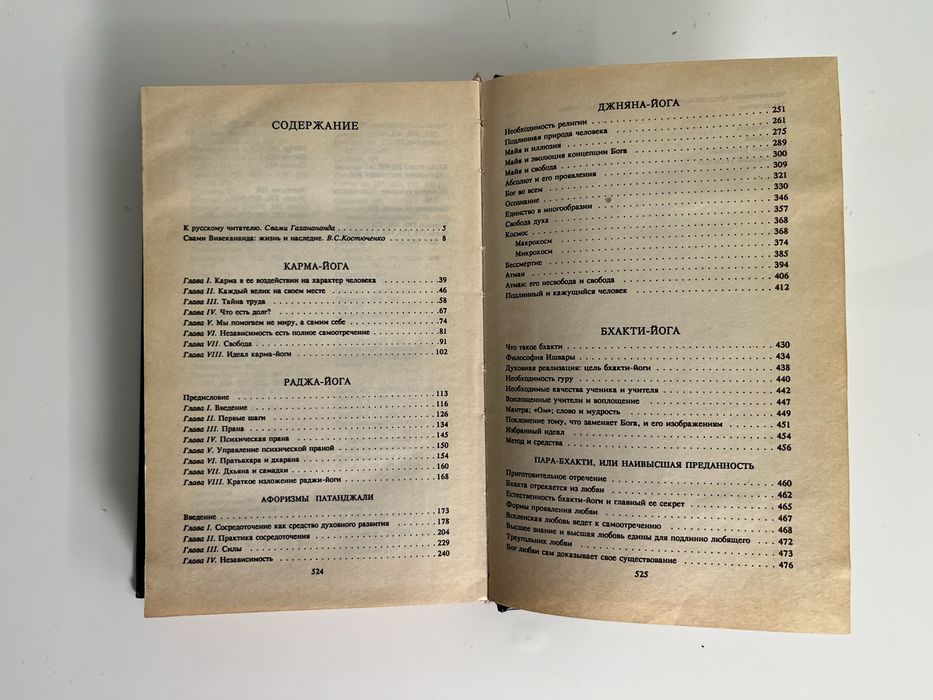 СОДЕРЖАНИЕ
К русскому читателю. Свами Гаханананда . . . . . . . . . . 5
Свами Вивекананда: жизнь и наследие. В.С.Костюченко . . . . . . . . 8
КАРМА-ЙОГА
Глава I. Карма в ее воздействии на характер человека . . . . . . . . 39
Глава II. Каждый велик на своем месте . . . . . . . . 46
Глава III. Тайна труда . . . . . . . . 58
Глава IV. Что есть долг? . . . . . . . . 67
Глава V. Мы помогаем не миру, а самим себе . . . . . . . . 74
Глава VI. Независимость есть полное самоотречение . . . . . . . . 81
Глава VII. Свобода . . . . . . . . 91
Глава VIII. Идеал карма-йоги . . . . . . . . 102
РАДЖА-ЙОГА
Предисловие . . . . . . . . 113
Глава I. Введение . . . . . . . . 116
Глава II. Первые шаги . . . . . . . . 126
Глава III. Прана . . . . . . . . 134
Глава IV. Психическая прана . . . . . . . . 145
Глава V. Управление психической праной . . . . . . . . 150
Глава VI. Пратьяхара и дхарана . . . . . . . . 154
Глава VII. Дхьяна и самадхи . . . . . . . . 160
Глава VIII. Краткое изложение раджи-йоги . . . . . . . . 168
АФОРИЗМЫ ПАТАНДЖАЛИ
Введение . . . . . . . . 173
Глава I. Сосредоточение как средство духовного развития . . . . . . . . 178
Глава II. Практика сосредоточения . . . . . . . . 204
Глава III. Силы . . . . . . . . 229
Глава IV. Независимость . . . . . . . . 240
524
ДЖНЯНА-ЙОГА
Необходимость религии . . . . . . . . 251
Подлинная природа человека . . . . . . . . 261
Майя и иллюзия . . . . . . . . 275
Майя и эволюция концепции Бога . . . . . . . . 289
Майя и свобода . . . . . . . . 300
Абсолют и его проявления . . . . . . . . 309
Бог во всем . . . . . . . . 321
Осознание . . . . . . . . 330
Единство в многообразии . . . . . . . . 346
Свобода духа . . . . . . . . 357
Космос . . . . . . . . 368
Макрокосм . . . . . . . . 368
Микрокосм . . . . . . . . 374
Бессмертие . . . . . . . . 385
Атман . . . . . . . . 394
Атман: его несвобода и свобода . . . . . . . . 406
Подлинный и кажущийся человек . . . . . . . . 412
БХАКТИ-ЙОГА
Что такое бхакти . . . . . . . . 430
Философия Ишвары . . . . . . . . 434
Духовная реализация: цель бхакти-йоги . . . . . . . . 438
Необходимость гуру . . . . . . . . 440
Необходимые качества ученика и учителя . . . . . . . . 442
Воплощенные учители и воплощение . . . . . . . . 447
Мантра; «Ом»; слово и мудрость . . . . . . . . 449
Поклонение тому, что заменяет Бога, и его изображениям . . . . . . . . 451
Избранный идеал . . . . . . . . 454
Метод и средства . . . . . . . . 456
ПАРА-БХАКТИ, ИЛИ НАИВЫСШАЯ ПРЕДАННОСТЬ
Приготовительное отречение . . . . . . . . 460
Бхакта отрекается из любви . . . . . . . . 462
Естественность бхакти-йоги и главный ее секрет . . . . . . . . 465
Формы проявления любви . . . . . . . . 467
Вселенская любовь ведет к самоотречению . . . . . . . . 468
Высшее знание и высшая любовь едины для подлинно любящего . . . . . . . . 472
Треугольник любви . . . . . . . . 473
Бог любви сам доказывает свое существование . . . . . . . . 476
525